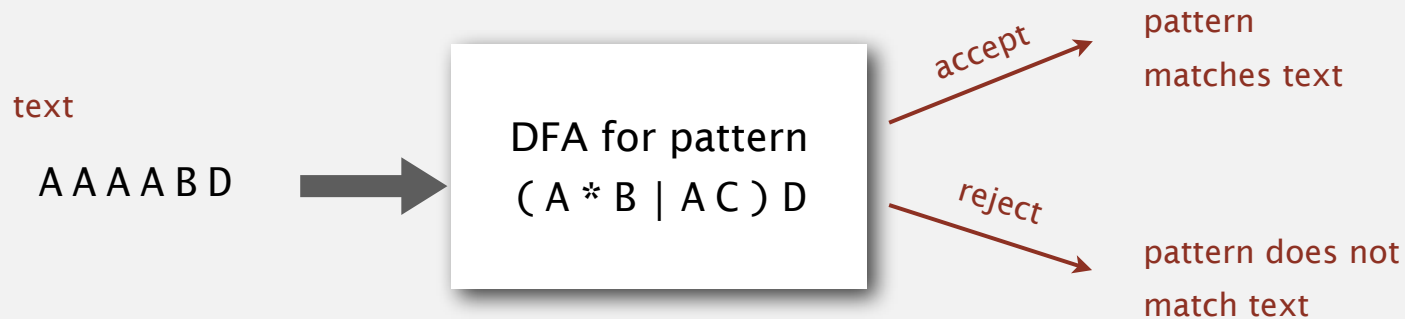 text
A A A A B D
DFA for pattern
( A * B | A C ) D
accept
pattern
matches text
reject
pattern does not
match text